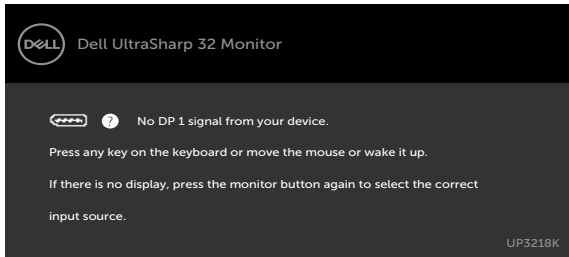 DELL Dell UltraSharp 32 Monitor
? No DP 1 signal from your device.
Press any key on the keyboard or move the mouse or wake it up.
If there is no display, press the monitor button again to select the correct
input source.
UP3218K